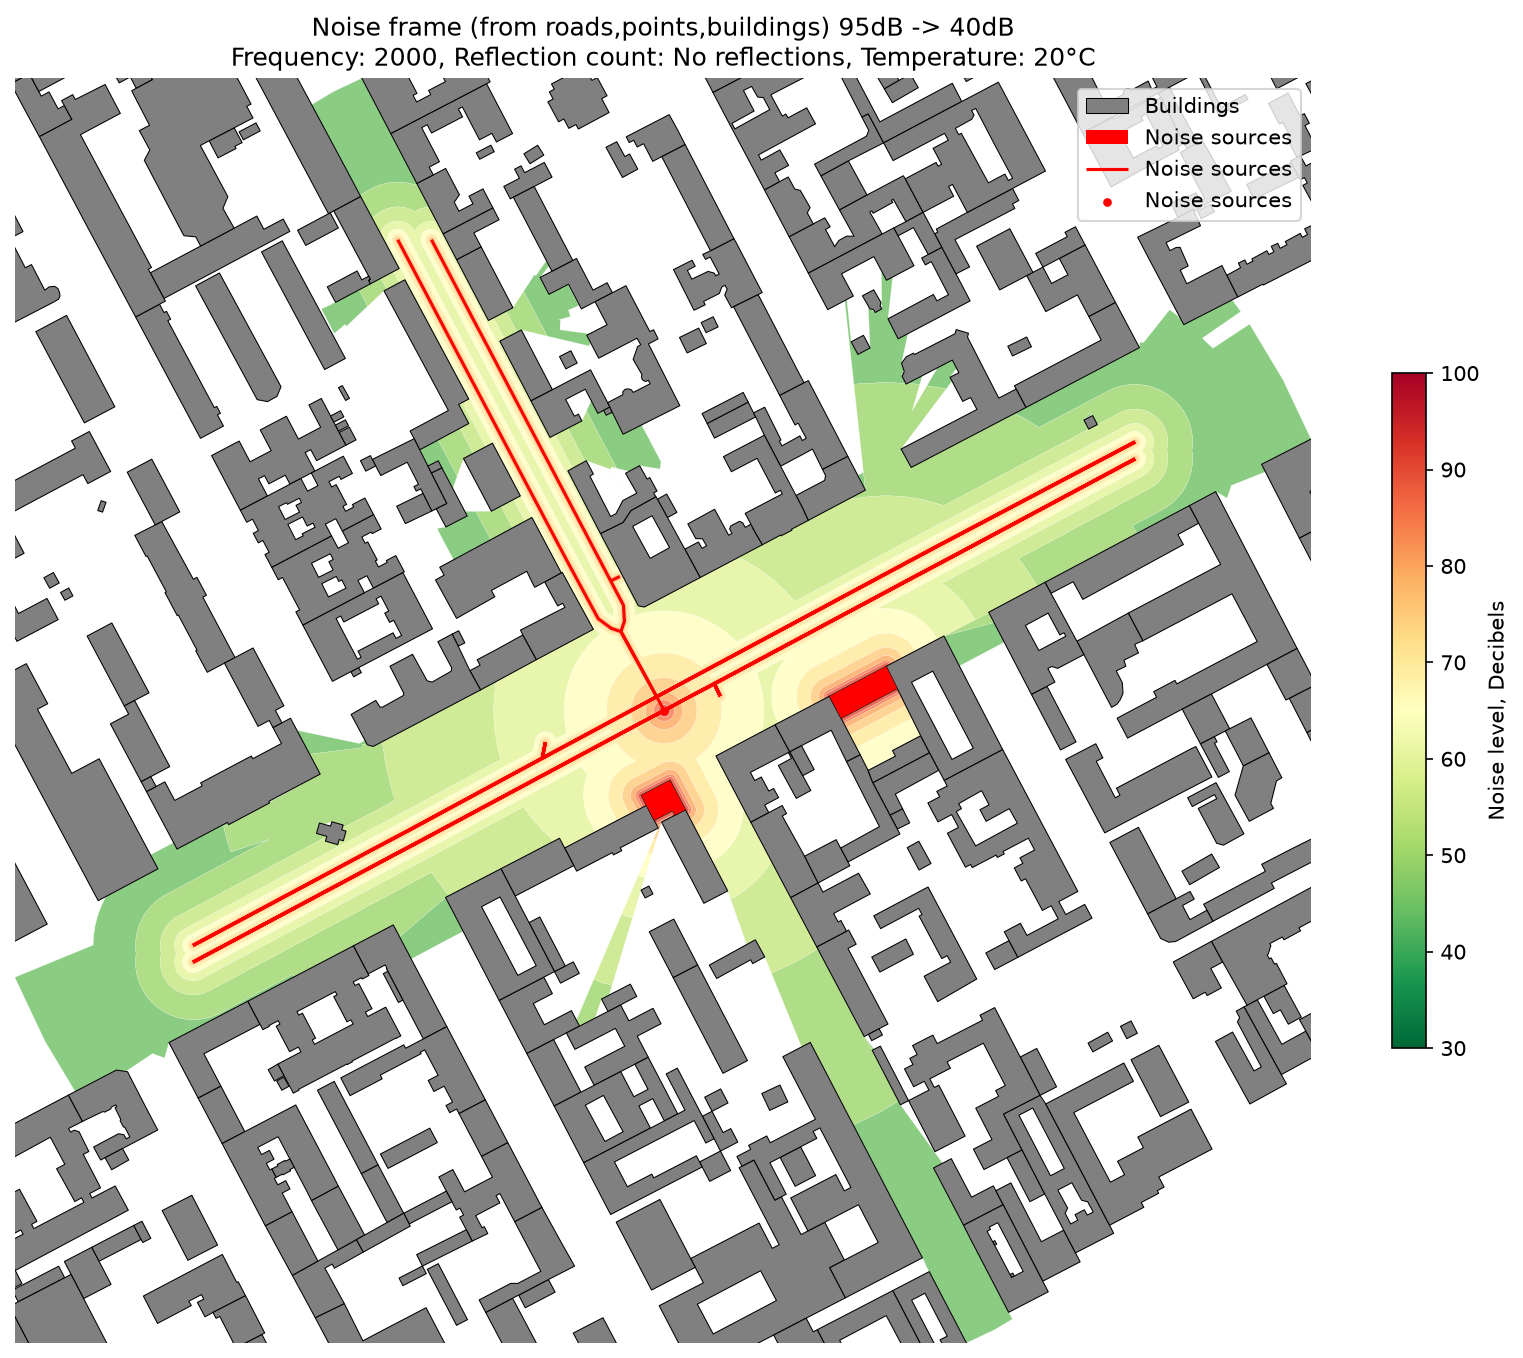 Noise frame (from roads,points,buildings) 95dB -> 40dB
Frequency: 2000, Reflection count: No reflections, Temperature: 20°C
Buildings
Noise sources
Noise sources
Noise sources
100
90
80
70
60
50
40
30
Noise level, Decibels